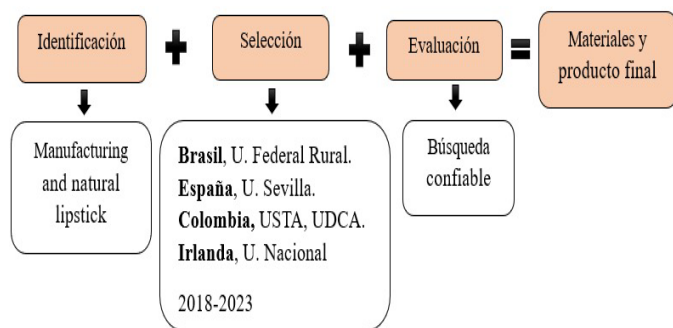 Identificación
+
Selección
+
Evaluación
=
Materiales y
producto final
Manufacturing
and natural
lipstick
Brasil, U. Federal Rural.
España, U. Sevilla.
Colombia, USTA, UDCA.
Irlanda, U. Nacional
2018-2023
Búsqueda
confiable